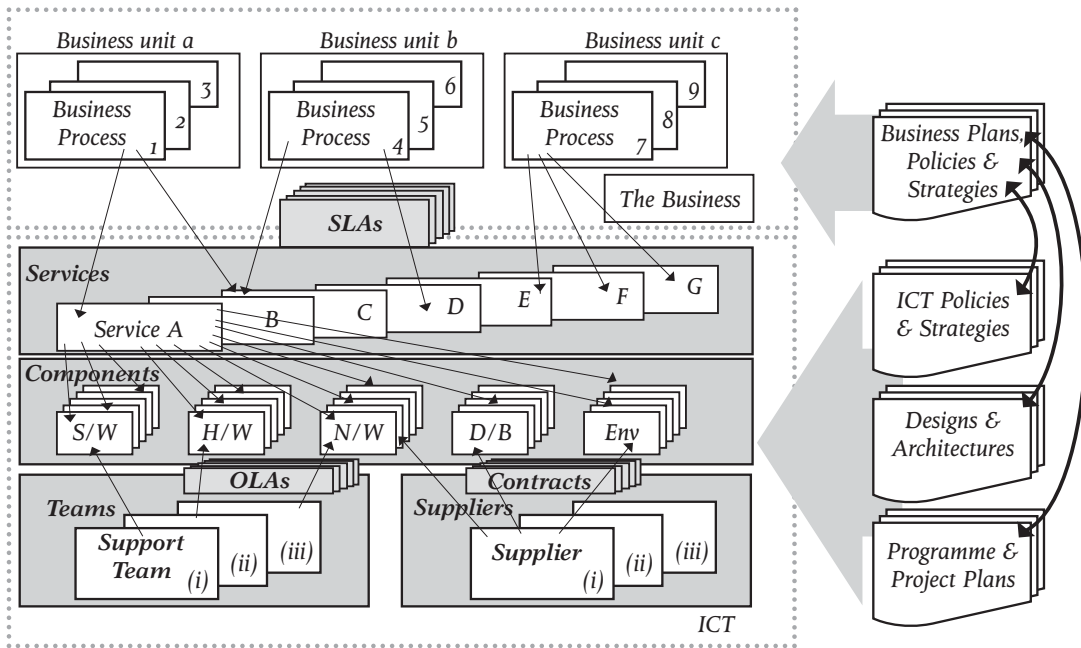 Business unit a
Business unit b
Business unit c
3
2
Business
Process
1
6
5
Business
Process
4
9
8
Business
Process
7
The Business
SLAs
Services
Service A
B
C
D
E
F
G
Components
S/W
H/W
N/W
D/B
Env
OLAs
Contracts
Teams
Support
Team
(i)
(ii)
(iii)
Suppliers
Supplier
(i)
(ii)
(iii)
ICT
Business Plans,
Policies &
Strategies
ICT Policies
& Strategies
Designs &
Architectures
Programme &
Project Plans